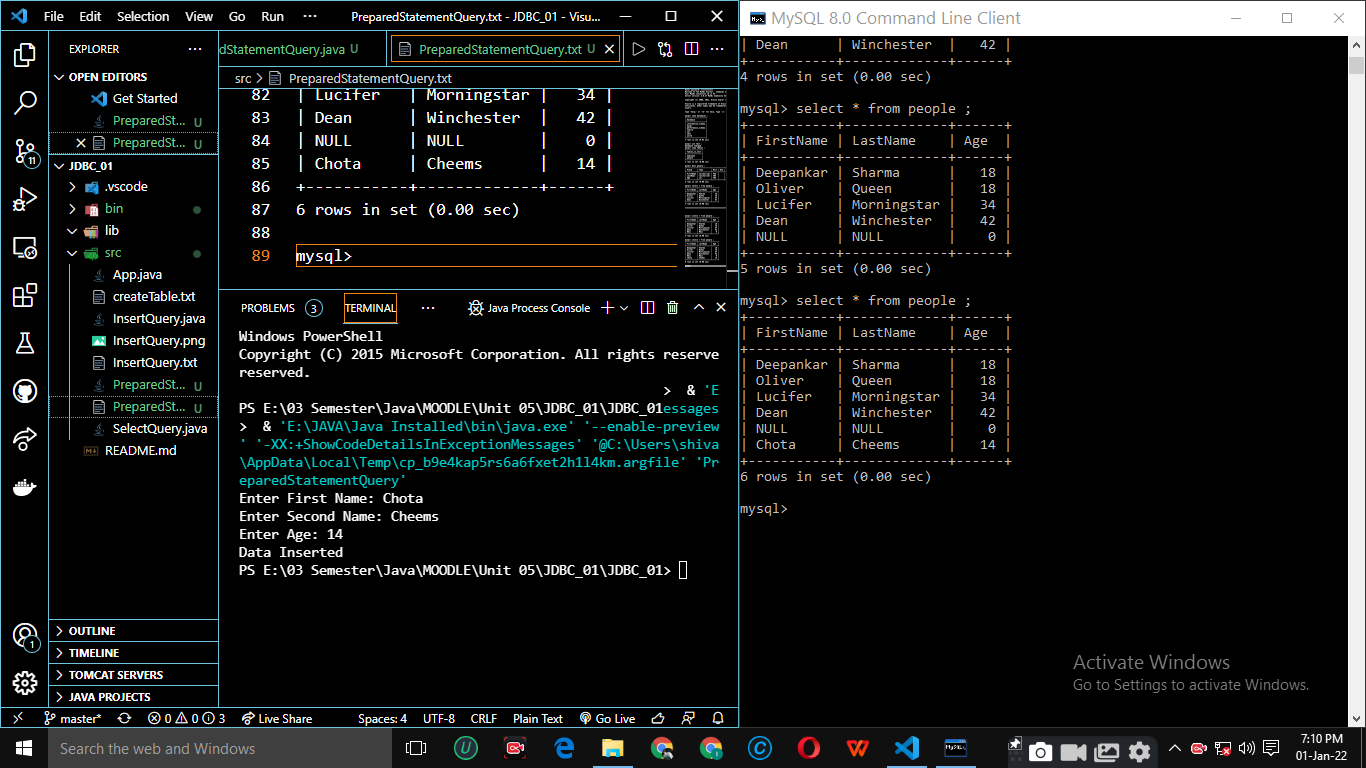 File Edit Selection View Go Run ··· PreparedStatementQuery.txt - JDBC_01 - Visu...
EXPLORER ···
OPEN EDITORS
Get Started
PreparedSt... U
PreparedSt... U
JDBC_01
.vscode
bin
lib
src
App.java
createTable.txt
InsertQuery.java
InsertQuery.png
InsertQuery.txt
PreparedSt... U
PreparedSt... U
SelectQuery.java
README.md
OUTLINE
TIMELINE
TOMCAT SERVERS
JAVA PROJECTS
11
1
dStatementQuery.java U
PreparedStatementQuery.txt U
src > PreparedStatementQuery.txt
82 | Lucifer | Morningstar | 34 |
83 | Dean | Winchester | 42 |
84 | NULL | NULL | 0 |
85 | Chota | Cheems | 14 |
86 +-----------+-------------+------+
87 6 rows in set (0.00 sec)
88
89 mysql>
PROBLEMS 3 TERMINAL ··· Java Process Console
Windows PowerShell
Copyright (C) 2015 Microsoft Corporation. All rights reserve
reserved.
> & 'E
PS E:\03 Semester\Java\MOODLE\Unit 05\JDBC_01\JDBC_01essages
> & 'E:\JAVA\Java Installed\bin\java.exe' '--enable-preview
' '-XX:+ShowCodeDetailsInExceptionMessages' '@C:\Users\shiva
\AppData\Local\Temp\cp_b9e4kap5rs6a6fxet2h1l4km.argfile' 'Pr
eparedStatementQuery'
Enter First Name: Chota
Enter Second Name: Cheems
Enter Age: 14
Data Inserted
PS E:\03 Semester\Java\MOODLE\Unit 05\JDBC_01\JDBC_01>
master* 0 0 3 Live Share Spaces: 4 UTF-8 CRLF Plain Text Go Live
MySQL 8.0 Command Line Client
| Dean | Winchester | 42 |
+-----------+-------------+------+
4 rows in set (0.00 sec)
mysql> select * from people ;
+-----------+-------------+------+
| FirstName | LastName | Age |
+-----------+-------------+------+
| Deepankar | Sharma | 18 |
| Oliver | Queen | 18 |
| Lucifer | Morningstar | 34 |
| Dean | Winchester | 42 |
| NULL | NULL | 0 |
+-----------+-------------+------+
5 rows in set (0.00 sec)
mysql> select * from people ;
+-----------+-------------+------+
| FirstName | LastName | Age |
+-----------+-------------+------+
| Deepankar | Sharma | 18 |
| Oliver | Queen | 18 |
| Lucifer | Morningstar | 34 |
| Dean | Winchester | 42 |
| NULL | NULL | 0 |
| Chota | Cheems | 14 |
+-----------+-------------+------+
6 rows in set (0.00 sec)
mysql>
Activate Windows
Go to Settings to activate Windows.
Search the web and Windows
7:10 PM
01-Jan-22